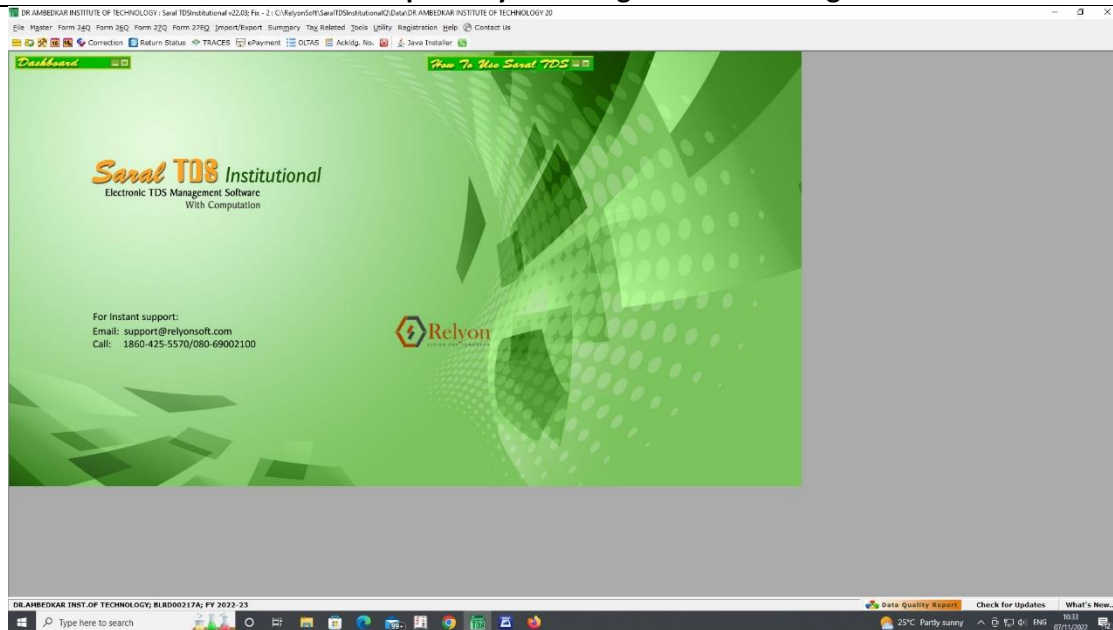 DR AMBEDKAR INSTITUTE OF TECHNOLOGY : Saral TDSInstitutional v22.03; Fix - 2 : C:\RelyonSoft\SaralTDSInstitutionalQ\Data\DR AMBEDKAR INSTITUTE OF TECHNOLOGY 20
File Master Form 24Q Form 26Q Form 27Q Form 27EQ Import/Export Summary Tax Related Tools Utility Registration Help Contact Us
Correction Return Status TRACES ePayment OLTAS Ackldg. No. Java Installer
Dashboard
How To Use Saral TDS
Saral TDS Institutional
Electronic TDS Management Software
With Computation
For Instant support:
Email: support@relyonsoft.com
Call: 1860-425-5570/080-69002100
Relyon
DR.AMBEDKAR INST.OF TECHNOLOGY; BLRD00217A; FY 2022-23
Data Quality Report Check for Updates What's New..
Type here to search
99+
25°C Partly sunny
ENG
10:33
07/11/2022